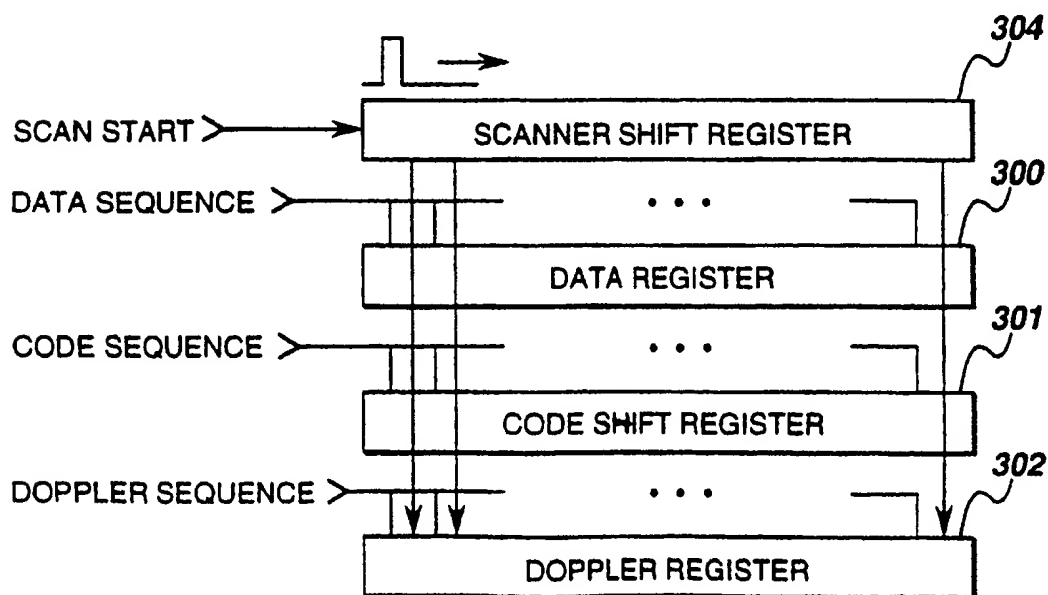 304
SCAN START
SCANNER SHIFT REGISTER
300
DATA SEQUENCE
• • •
DATA REGISTER
301
CODE SEQUENCE
• • •
CODE SHIFT REGISTER
302
DOPPLER SEQUENCE
• • •
DOPPLER REGISTER